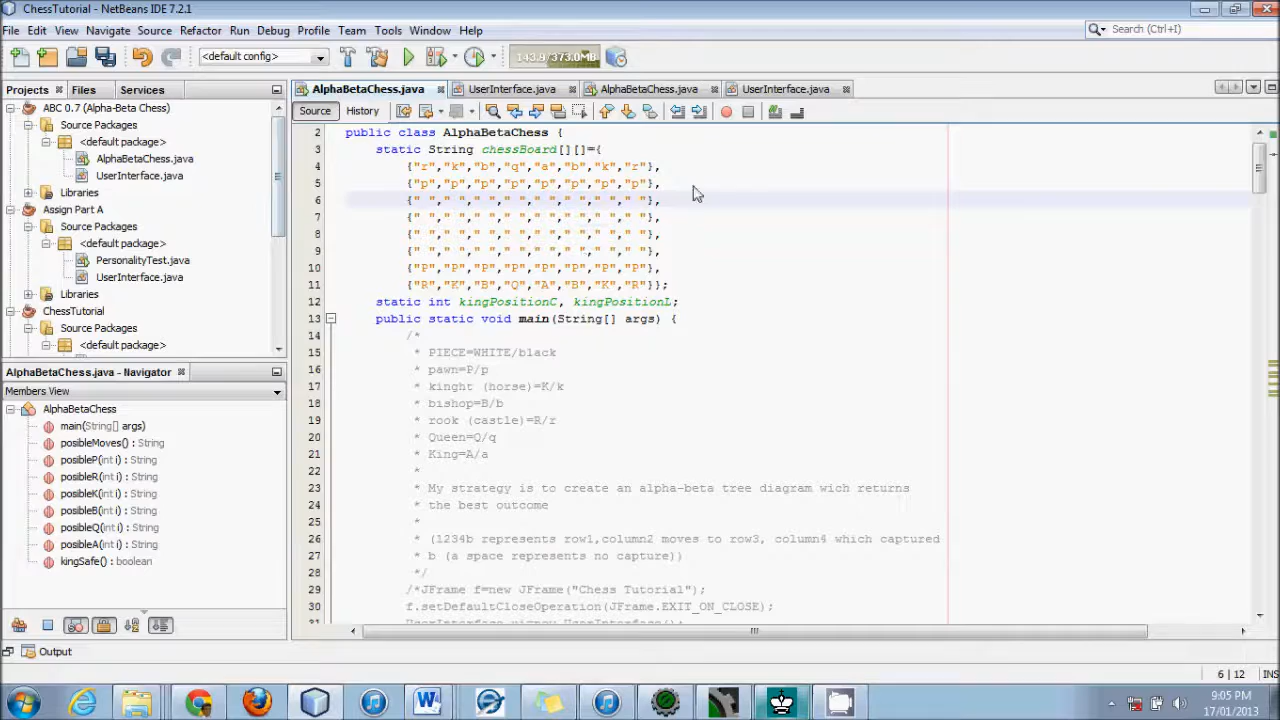 ChessTutorial - NetBeans IDE 7.2.1
File Edit View Navigate Source Refactor Run Debug Profile Team Tools Window Help
Search (Ctrl+I)
<default config>
143.9/373.0MB
Projects Files Services
AlphaBetaChess.java UserInterface.java AlphaBetaChess.java UserInterface.java
Source History
ABC 0.7 (Alpha-Beta Chess)
Source Packages
<default package>
AlphaBetaChess.java
UserInterface.java
Libraries
Assign Part A
Source Packages
<default package>
PersonalityTest.java
UserInterface.java
Libraries
ChessTutorial
Source Packages
<default package>
AlphaBetaChess.java - Navigator
Members View
AlphaBetaChess
main(String[] args)
posibleMoves() : String
posibleP(int i) : String
posibleR(int i) : String
posibleK(int i) : String
posibleB(int i) : String
posibleQ(int i) : String
posibleA(int i) : String
kingSafe() : boolean
2 public class AlphaBetaChess {
3 static String chessBoard[][]={
4 {"r","k","b","q","a","b","k","r"},
5 {"p","p","p","p","p","p","p","p"},
6 {" "," "," "," "," "," "," "," "},
7 {" "," "," "," "," "," "," "," "},
8 {" "," "," "," "," "," "," "," "},
9 {" "," "," "," "," "," "," "," "},
10 {"P","P","P","P","P","P","P","P"},
11 {"R","K","B","Q","A","B","K","R"}};
12 static int kingPositionC, kingPositionL;
13 public static void main(String[] args) {
14 /*
15 * PIECE=WHITE/black
16 * pawn=P/p
17 * kinght (horse)=K/k
18 * bishop=B/b
19 * rook (castle)=R/r
20 * Queen=Q/q
21 * King=A/a
22 *
23 * My strategy is to create an alpha-beta tree diagram wich returns
24 * the best outcome
25 *
26 * (1234b represents row1,column2 moves to row3, column4 which captured
27 * b (a space represents no capture))
28 */
29 /*JFrame f=new JFrame("Chess Tutorial");
30 f.setDefaultCloseOperation(JFrame.EXIT_ON_CLOSE);
31 UserInterface ui=new UserInterface();
Output
6 | 12 INS
9:05 PM
17/01/2013